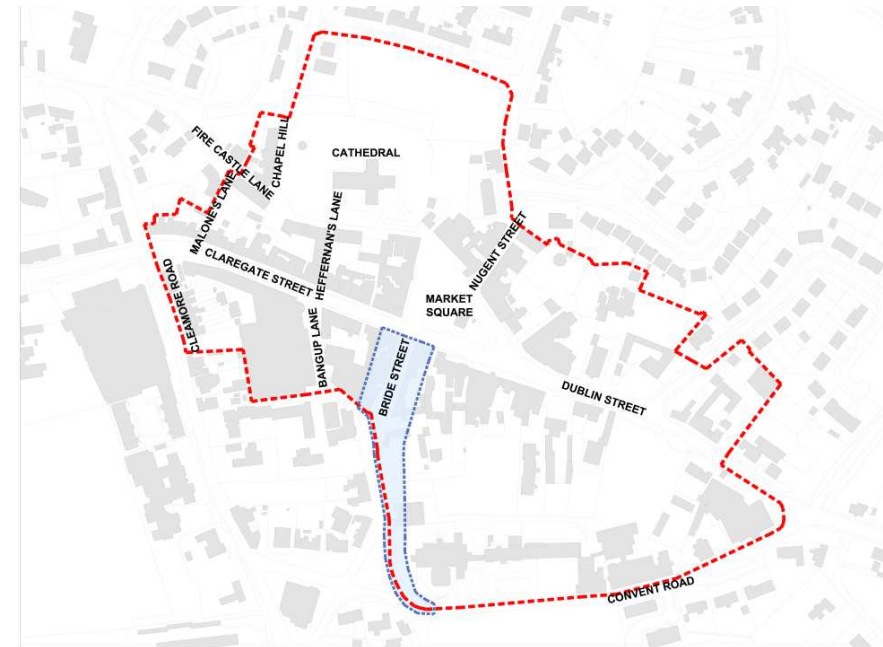 FIRE CASTLE LANE
CHAPEL HILL
CATHEDRAL
MALONE'S LANE
HEFFERNAN'S LANE
NUGENT STREET
CLAREGATE STREET
CLEAMORE ROAD
MARKET
SQUARE
BANGUP LANE
BRIDE STREET
DUBLIN STREET
CONVENT ROAD